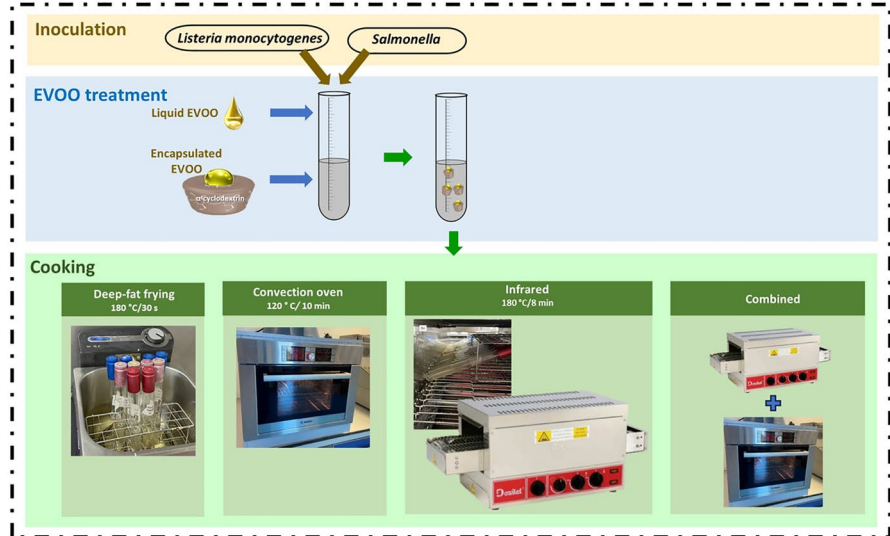 Inoculation
Listeria monocytogenes
Salmonella
EVOO treatment
Liquid EVOO
Encapsulated
EVOO
α-cyclodextrin
Cooking
Deep-fat frying
180 °C/30 s
Convection oven
120 ° C/ 10 min
Infrared
180 °C/8 min
Combined